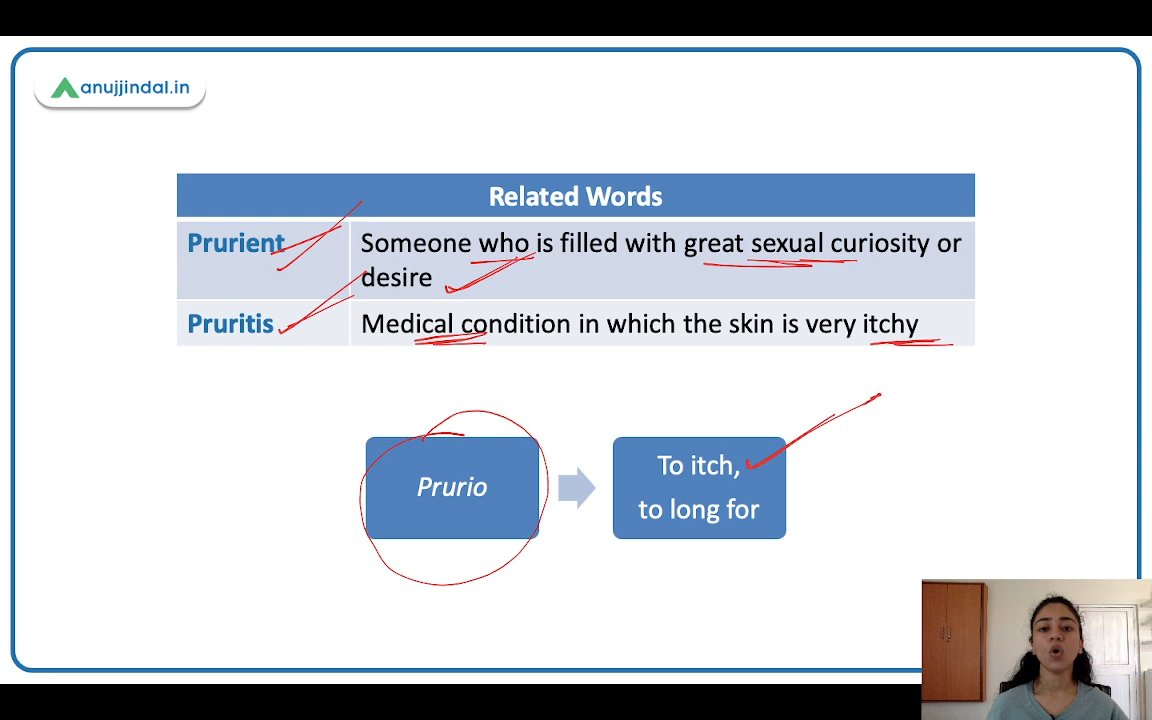 anujjindal.in
Related Words
Prurient
Someone who is filled with great sexual curiosity or
desire
Pruritis
Medical condition in which the skin is very itchy
Prurio
To itch,
to long for